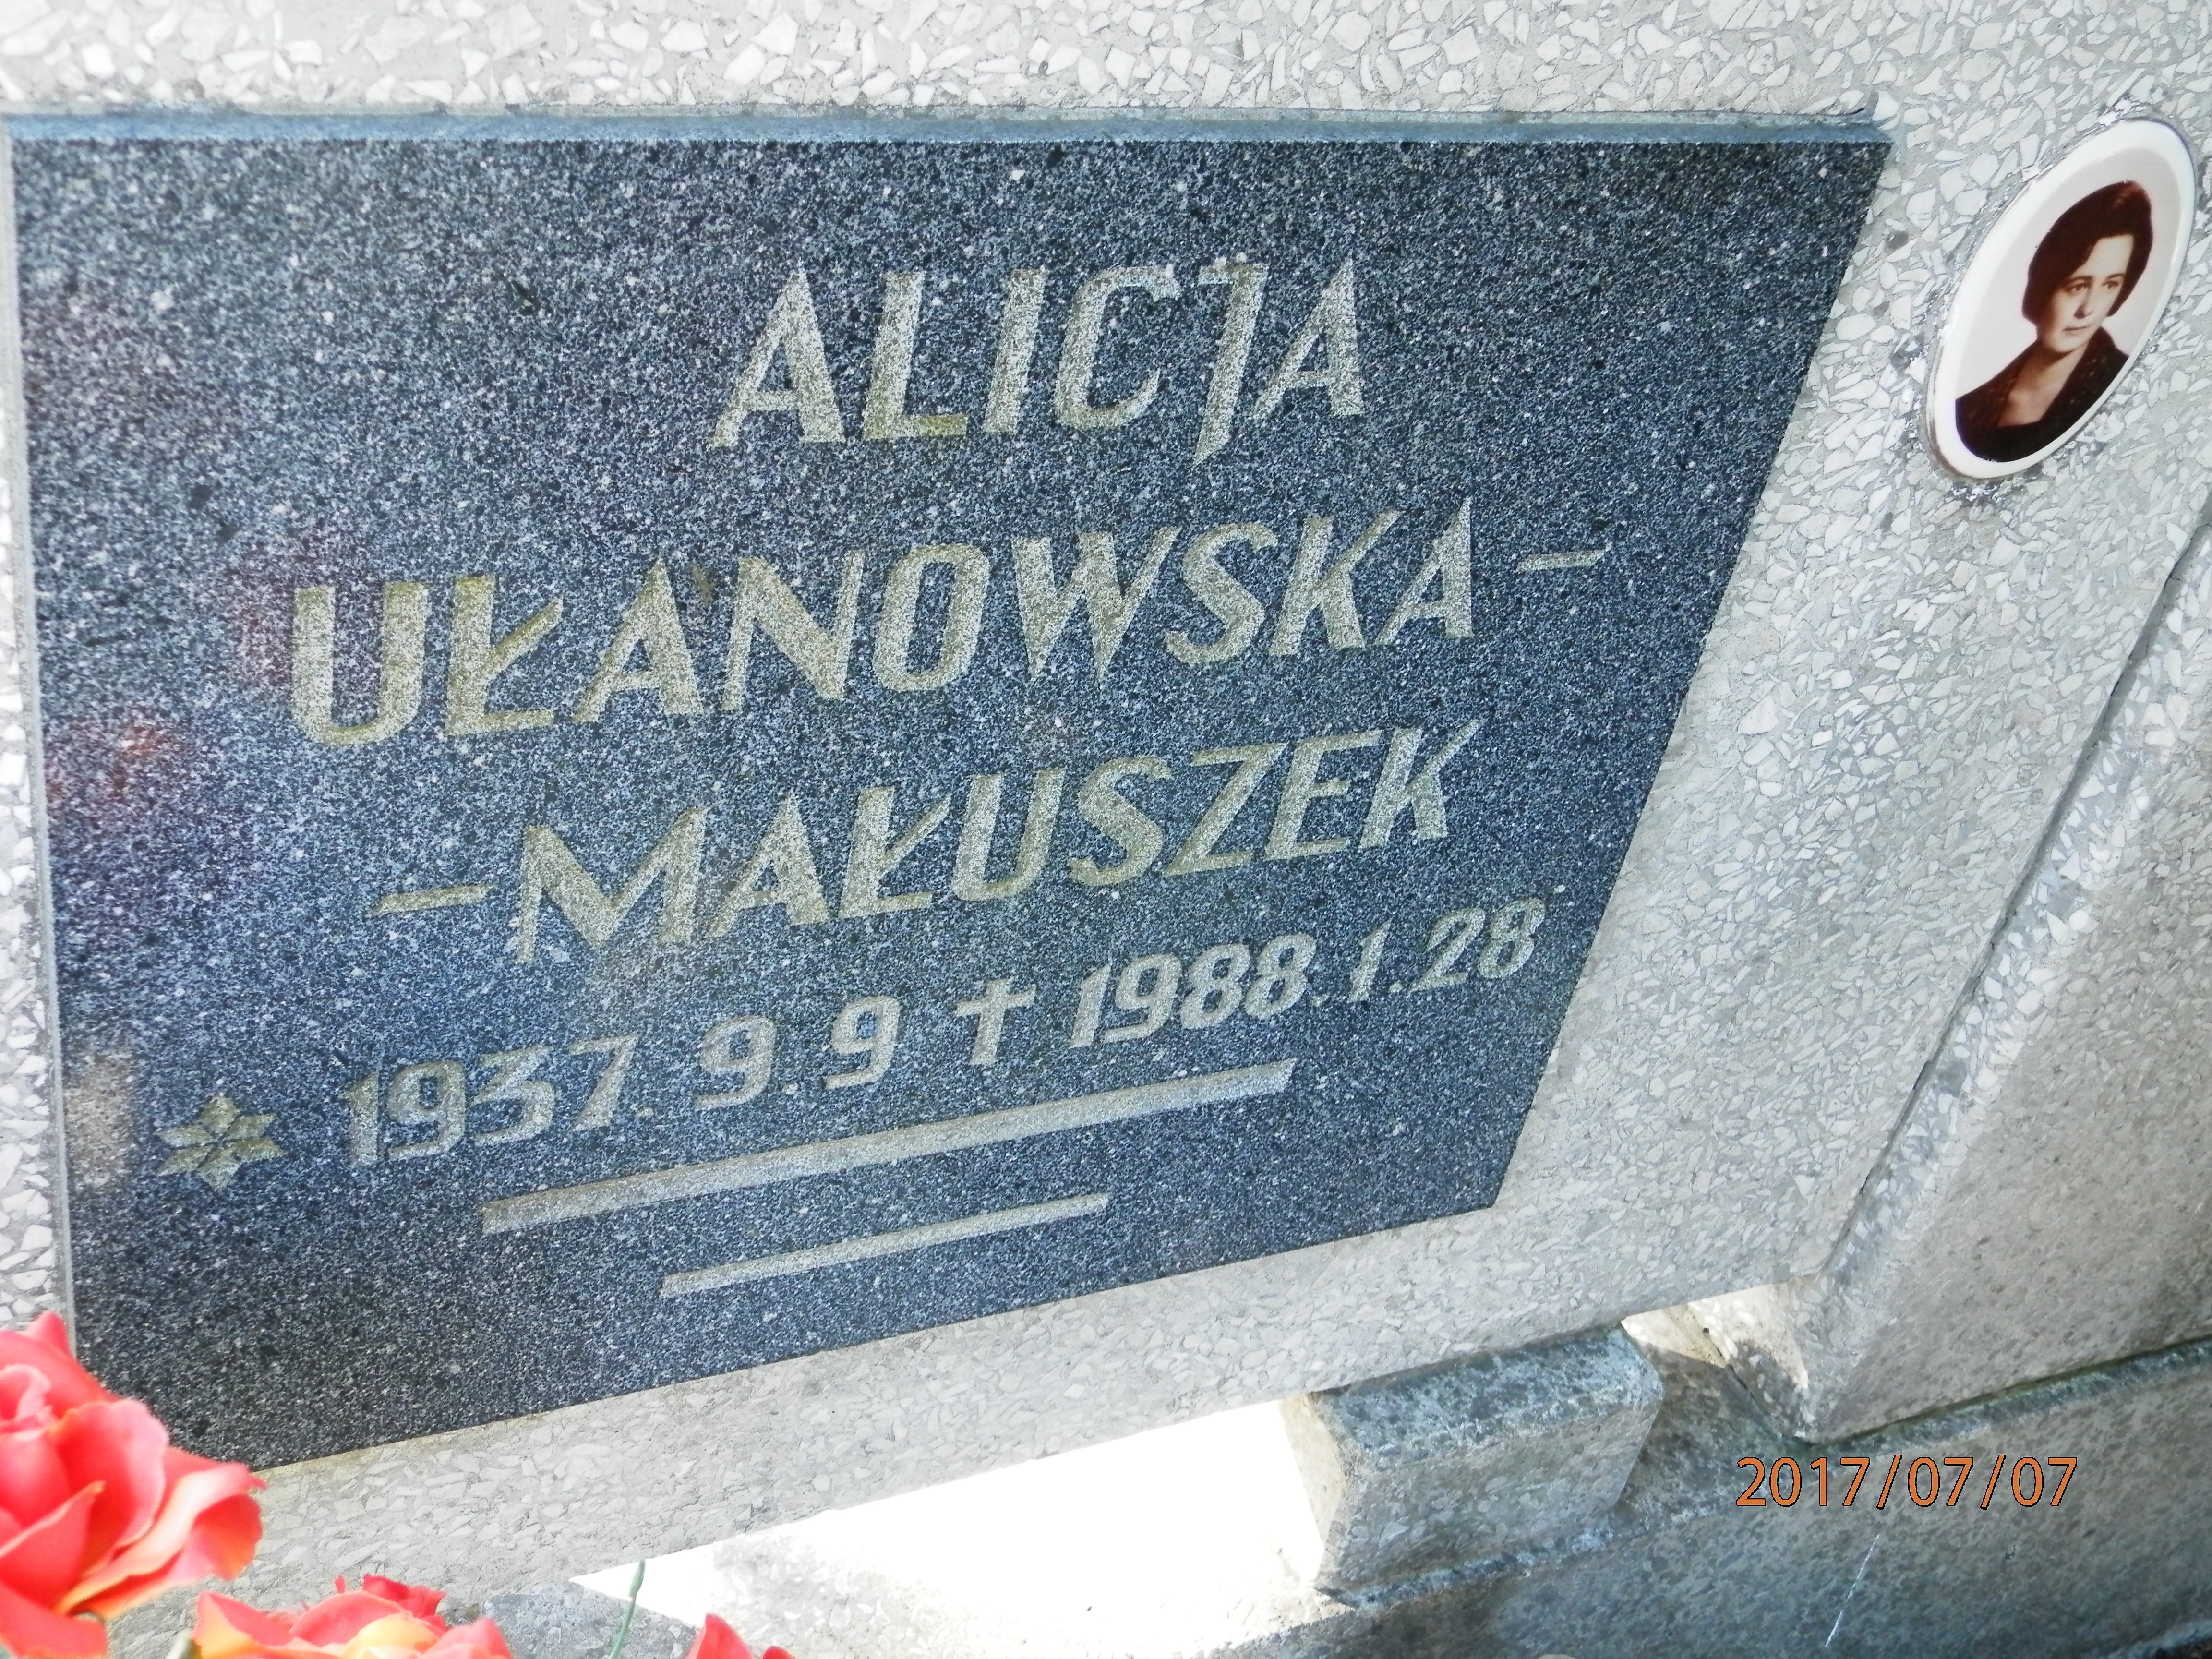 ALICJA
UŁANOWSKA-
-MAŁUSZEK
* 1937.9.9 ✝ 1988.1.28
2017/07/07